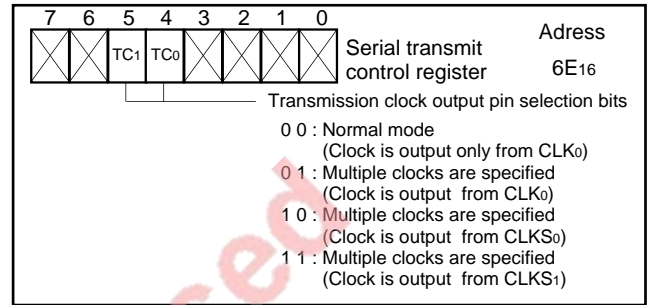 7 6 5 4 3 2 1 0
Adress
TC1 TC0
Serial transmit
control register
6E16
Transmission clock output pin selection bits
0 0 : Normal mode
(Clock is output only from CLK0)
0 1 : Multiple clocks are specified
(Clock is output from CLK0)
1 0 : Multiple clocks are specified
(Clock is output from CLKS0)
1 1 : Multiple clocks are specified
(Clock is output from CLKS1)